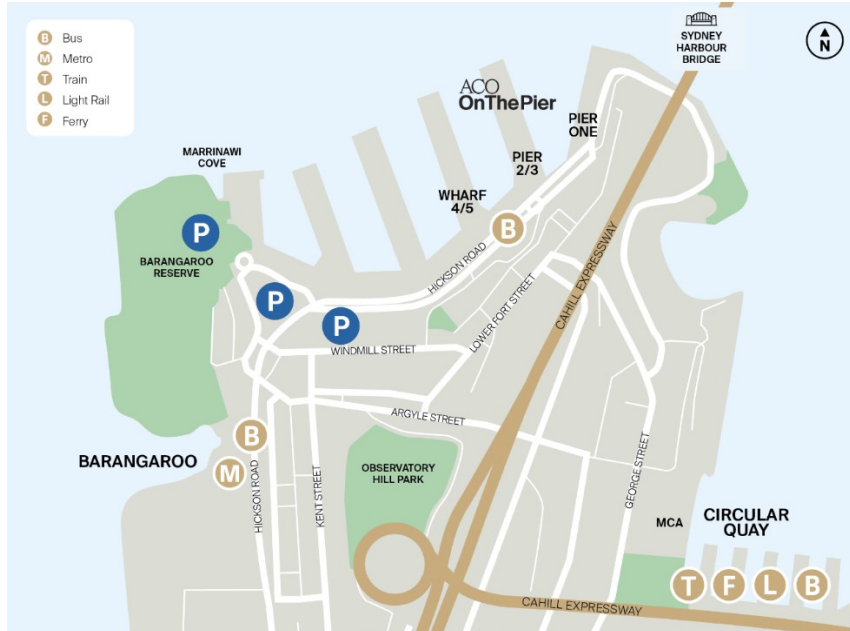 B Bus
M Metro
T Train
L Light Rail
F Ferry
SYDNEY
HARBOUR
BRIDGE
N
ACO
OnThePier
PIER
ONE
PIER
2/3
WHARF
4/5
MARRINAWI
COVE
P
BARANGAROO
RESERVE
P
P
B
HICKSON ROAD
LOWER FORT STREET
CAHILL EXPRESSWAY
WINDMILL STREET
ARGYLE STREET
B
BARANGAROO
M
HICKSON ROAD
KENT STREET
OBSERVATORY
HILL PARK
GEORGE STREET
MCA
CIRCULAR
QUAY
T F L B
CAHILL EXPRESSWAY